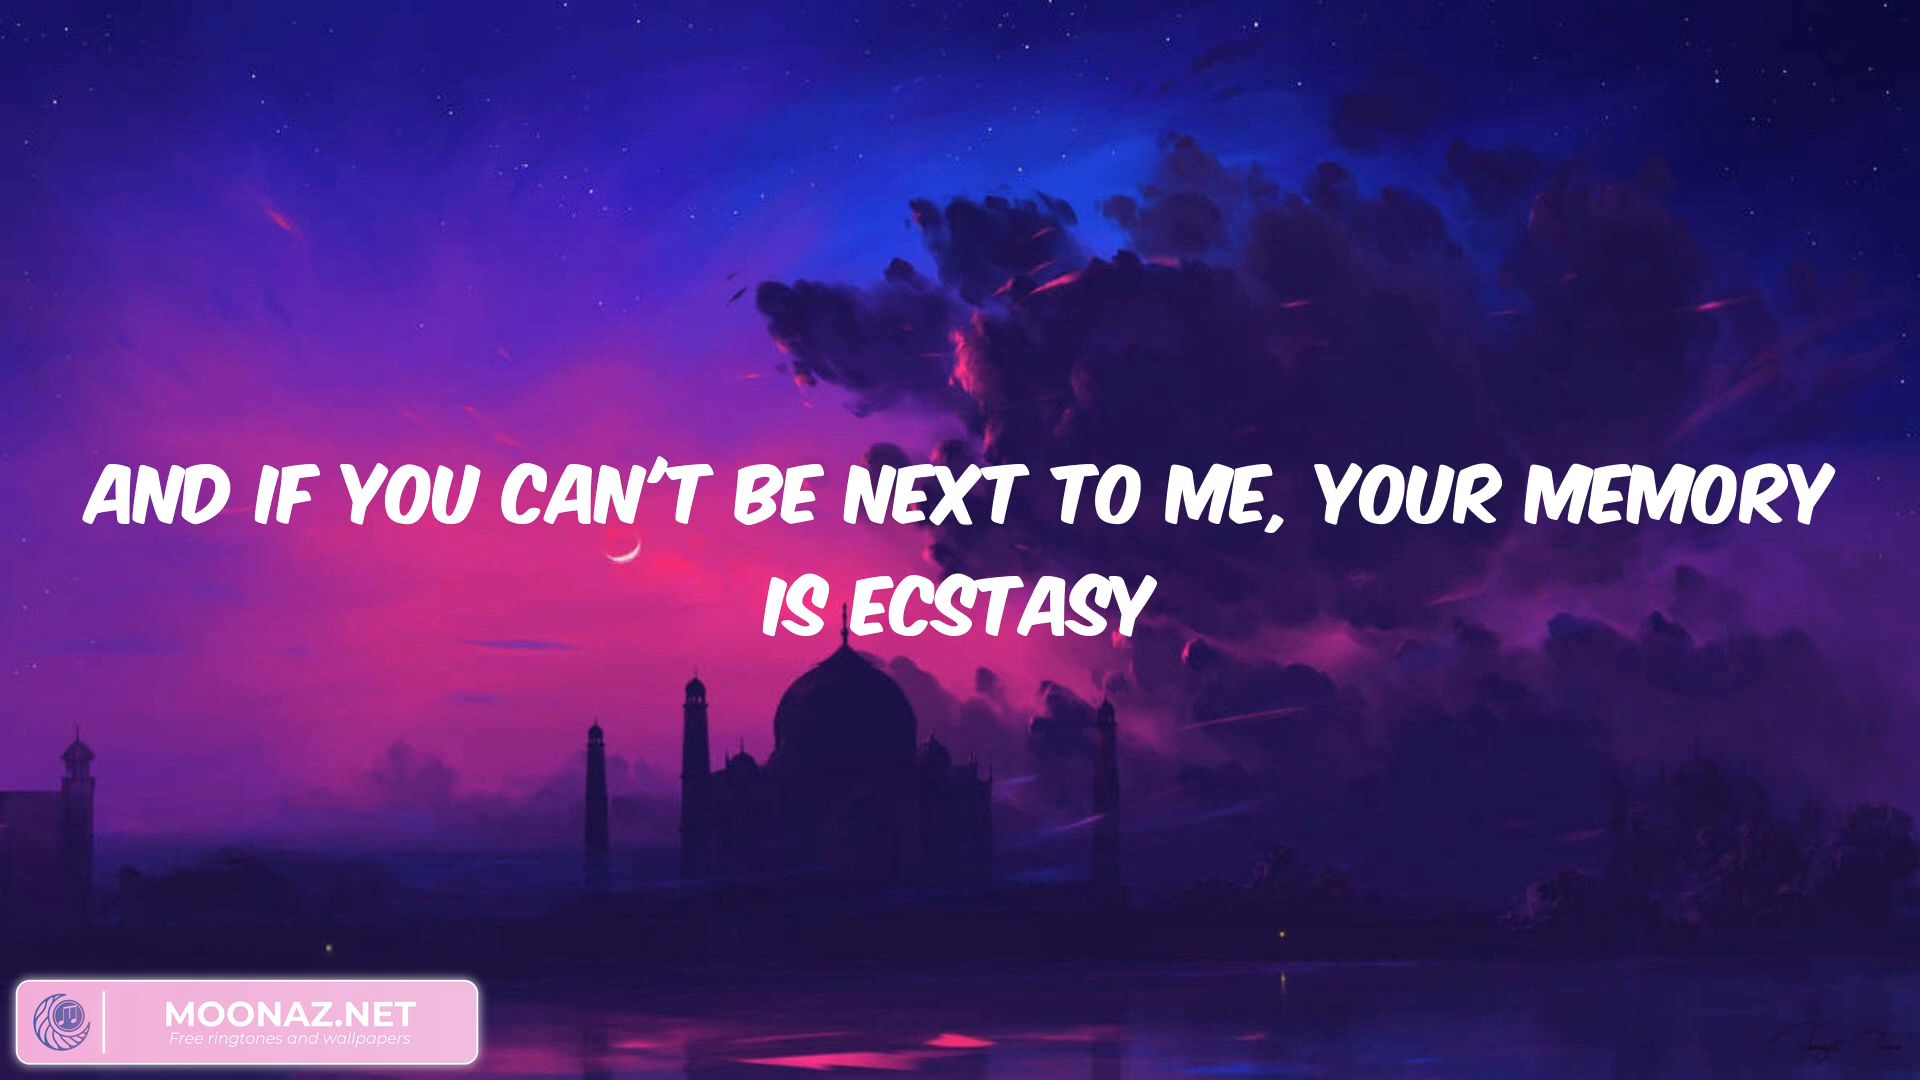 AND IF YOU CAN'T BE NEXT TO ME, YOUR MEMORY
IS ECSTASY
MOONAZ.NET
Free ringtones and wallpapers